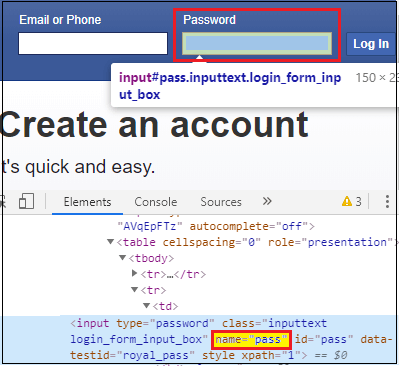 Email or Phone
Password
Log In
input#pass.inputtext.login_form_inp
ut_box
150 × 2
Create an account
t's quick and easy.
Elements Console Sources » 3
"AVqEpFTz" autocomplete="off">
▼<table cellspacing="0" role="presentation">
▼<tbody>
▶<tr>…</tr>
▼<tr>
▼<td>
<input type="password" class="inputtext
login_form_input_box" name="pass" id="pass" data-
testid="royal_pass" style xpath="1"> == $0